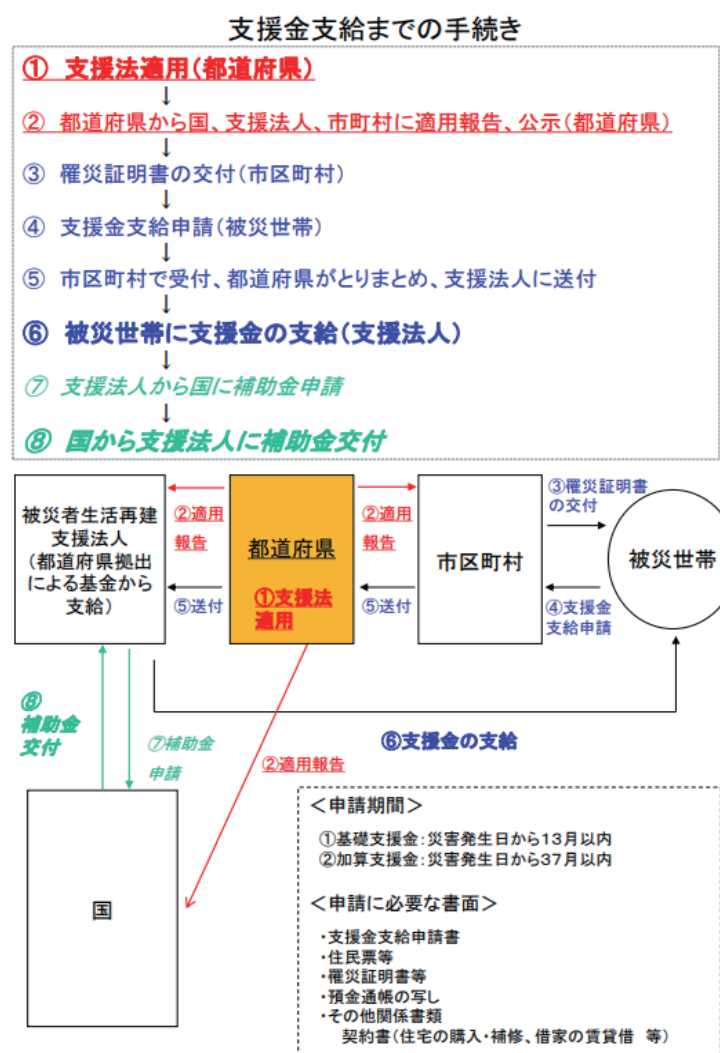 支援金支給までの手続き
① 支援法適用(都道府県)
↓
② 都道府県から国、支援法人、市町村に適用報告、公示(都道府県)
↓
③ 罹災証明書の交付(市区町村)
↓
④ 支援金支給申請(被災世帯)
↓
⑤ 市区町村で受付、都道府県がとりまとめ、支援法人に送付
↓
⑥ 被災世帯に支援金の支給(支援法人)
↓
⑦ 支援法人から国に補助金申請
↓
⑧ 国から支援法人に補助金交付
被災者生活再建
支援法人
(都道府県拠出
による基金から
支給)
②適用
報告
⑤送付
都道府県
①支援法
適用
②適用
報告
⑤送付
市区町村
③罹災証明書
の交付
④支援金
支給申請
被災世帯
⑧
補助金
交付
⑦補助金
申請
②適用報告
⑥支援金の支給
国
<申請期間>
①基礎支援金:災害発生日から13月以内
②加算支援金:災害発生日から37月以内
<申請に必要な書面>
・支援金支給申請書
・住民票等
・罹災証明書等
・預金通帳の写し
・その他関係書類
契約書(住宅の購入・補修、借家の賃貸借 等)